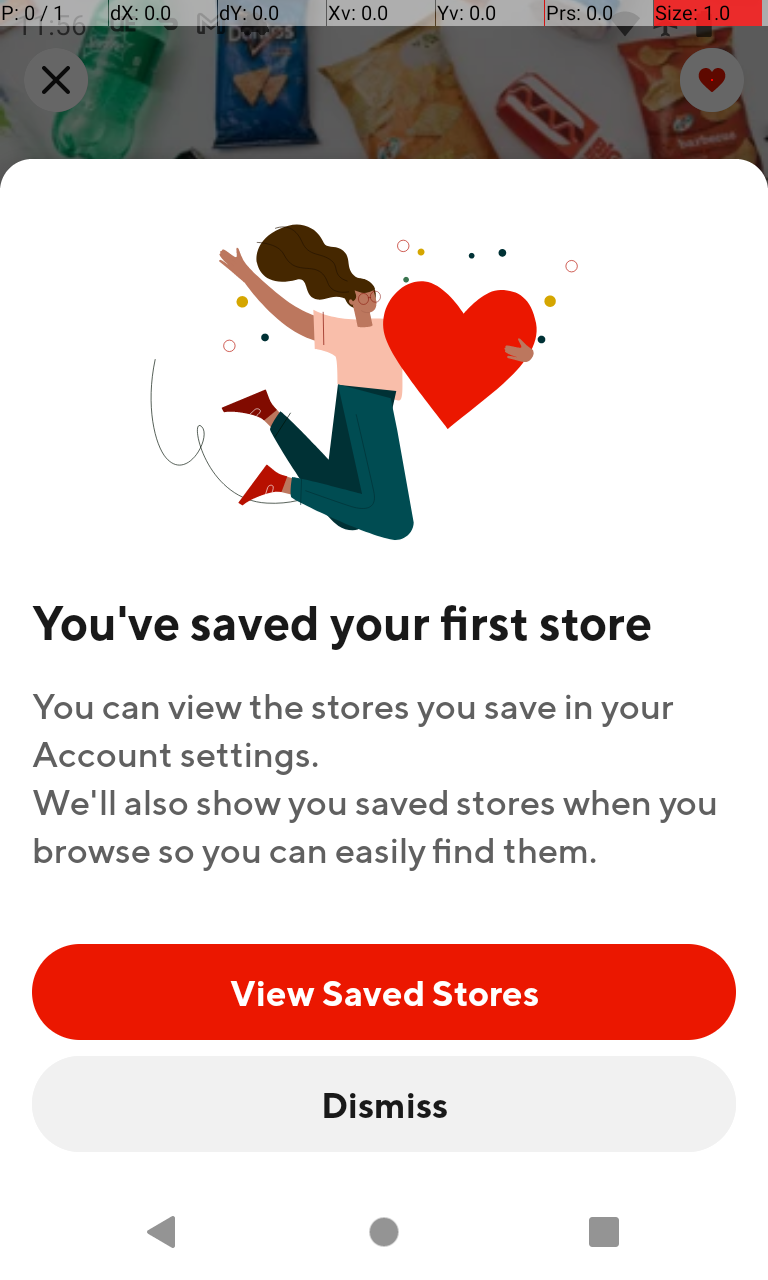 P: 0 / 1 dX: 0.0 dY: 0.0 Xv: 0.0 Yv: 0.0 Prs: 0.0 Size: 1.0
11:56
barbecue
You've saved your first store
You can view the stores you save in your
Account settings.
We'll also show you saved stores when you
browse so you can easily find them.
View Saved Stores
Dismiss